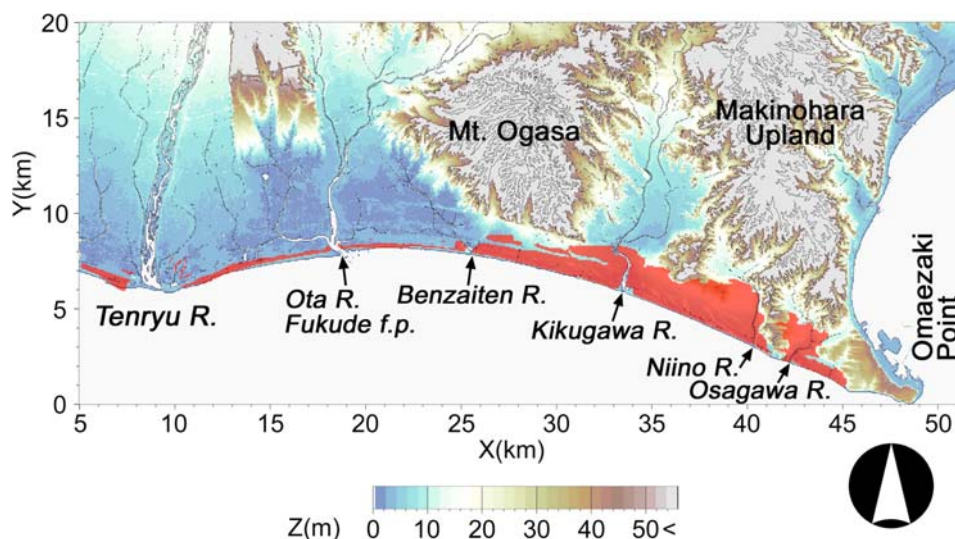 20
15
10
5
0
Y(km)
Mt. Ogasa
Makinohara
Upland
Omaezaki
Point
Tenryu R.
Ota R.
Fukude f.p.
Benzaiten R.
Kikugawa R.
Niino R.
Osagawa R.
5 10 15 20 25 30 35 40 45 50
X(km)
Z(m) 0 10 20 30 40 50<